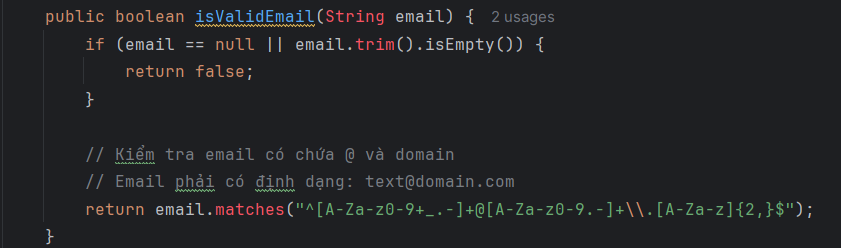 public boolean isValidEmail(String email) { 2 usages
if (email == null || email.trim().isEmpty()) {
return false;
}
// Kiểm tra email có chứa @ và domain
// Email phải có định dạng: text@domain.com
return email.matches("^[A-Za-z0-9+_.-]+@[A-Za-z0-9.-]+\\.[A-Za-z]{2,}$");
}